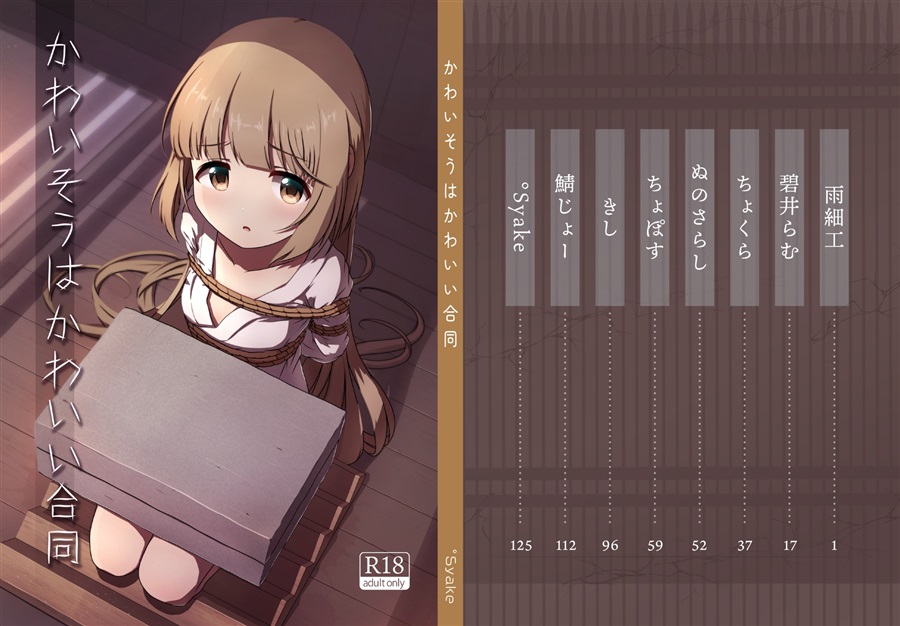 かわいそうはかわいい合同
R18
adult only
かわいそうはかわいい合同
°Syake
雨細工
1
碧井らむ
17
ちょくら
37
ぬのさらし
52
ちょぽす
59
きし
96
鯖じょー
112
°Syake
125